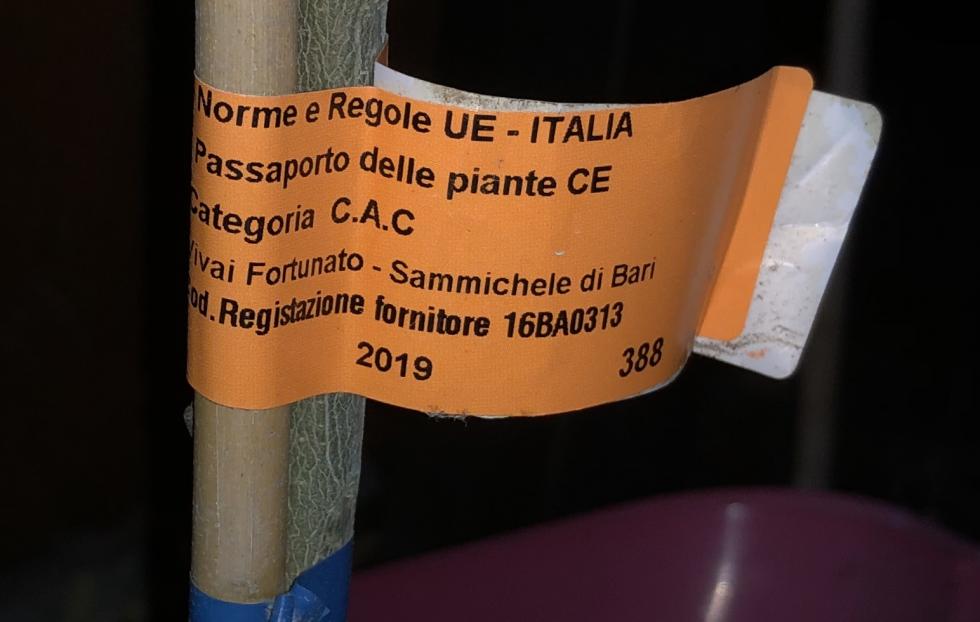 Norme e Regole UE - ITALIA
Passaporto delle piante CE
Categoria C.A.C
Vivai Fortunato - Sammichele di Bari
od.Registazione fornitore 16BA0313
2019 388